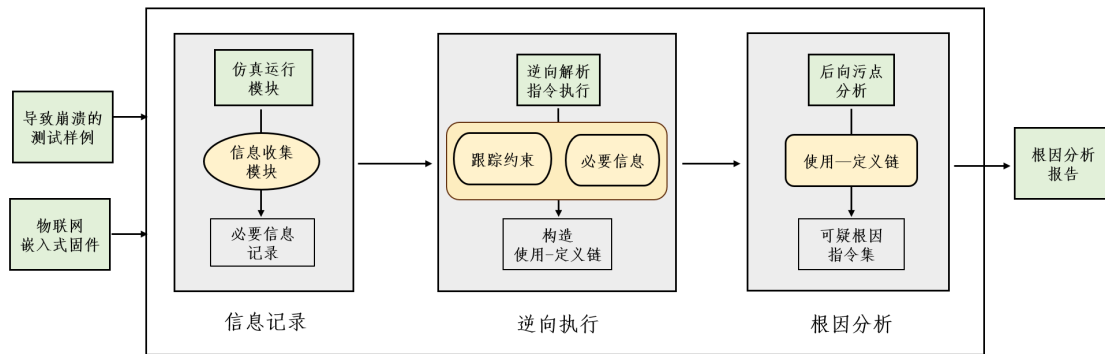 导致崩溃的
测试样例
物联网
嵌入式固件
仿真运行
模块
信息收集
模块
必要信息
记录
信息记录
逆向解析
指令执行
跟踪约束
必要信息
构造
使用-定义链
逆向执行
后向污点
分析
使用—定义链
可疑根因
指令集
根因分析
根因分析
报告